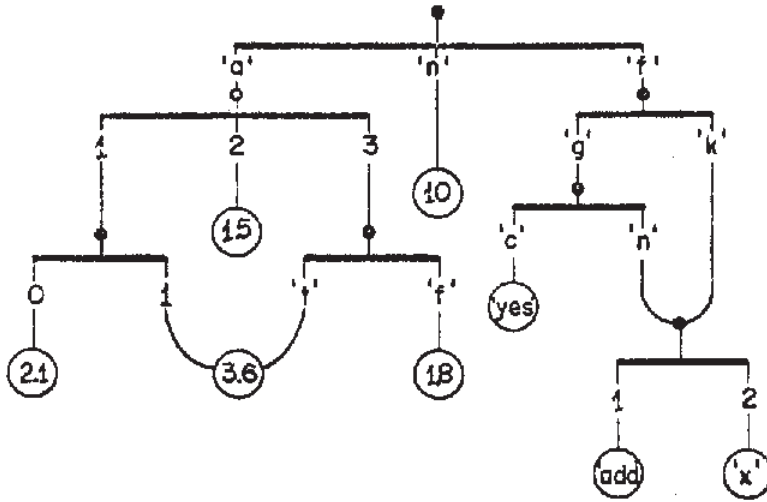 'a' 'n' 'f'
1 2 3 'g' 'k'
15 10
'c' 'n'
0 1 't' 'f'
'yes'
2.1 3.6 1.8
1 2
'add' 'x'